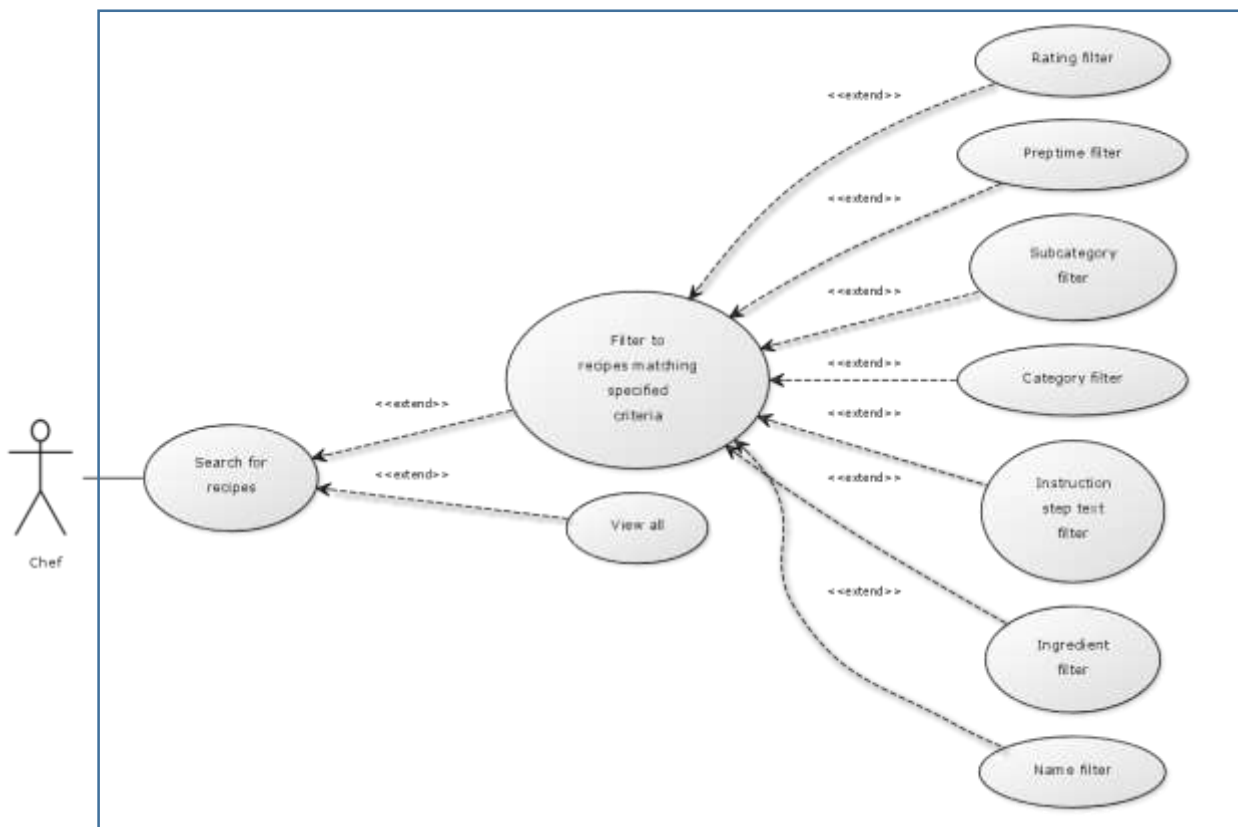 Rating filter
<<extend>>
Preptime filter
<<extend>>
Subcategory
filter
<<extend>>
Filter to
recipes matching
specified
criteria
<<extend>>
Category filter
<<extend>>
<<extend>>
Search for
recipes
<<extend>>
<<extend>>
Instruction
step text
filter
View all
Chef
<<extend>>
Ingredient
filter
Name filter